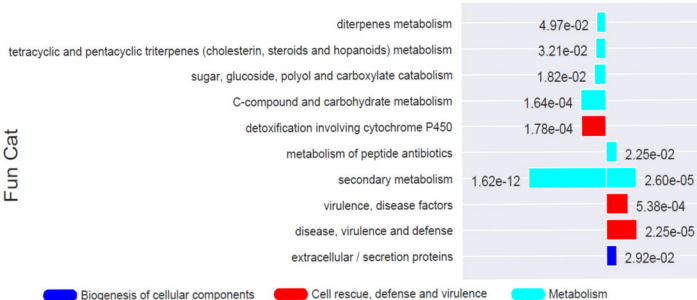 Fun Cat
diterpenes metabolism 4.97e-02
tetracyclic and pentacyclic triterpenes (cholesterin, steroids and hopanoids) metabolism 3.21e-02
sugar, glucoside, polyol and carboxylate catabolism 1.82e-02
C-compound and carbohydrate metabolism 1.64e-04
detoxification involving cytochrome P450 1.78e-04
metabolism of peptide antibiotics 2.25e-02
secondary metabolism 1.62e-12 2.60e-05
virulence, disease factors 5.38e-04
disease, virulence and defense 2.25e-05
extracellular / secretion proteins 2.92e-02
Biogenesis of cellular components Cell rescue, defense and virulence Metabolism